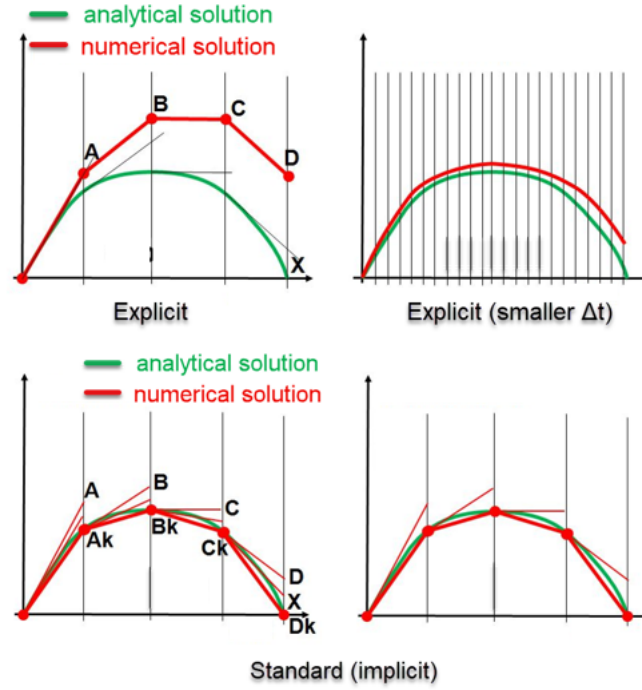 analytical solution
numerical solution
A
B
C
D
X
Explicit
Explicit (smaller Δt)
analytical solution
numerical solution
A
B
C
D
Ak
Bk
Ck
X
Dk
Standard (implicit)